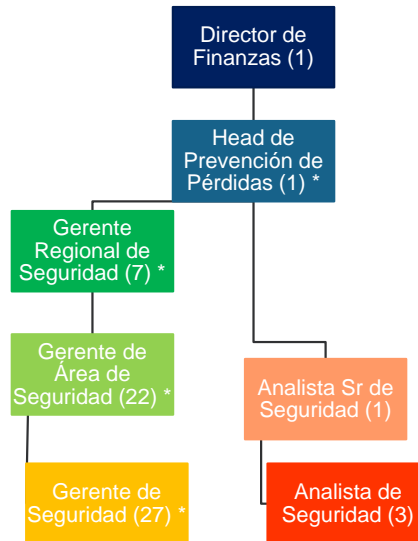 Director de
Finanzas (1)
Head de
Prevención de
Pérdidas (1) *
Gerente
Regional de
Seguridad (7) *
Gerente de
Área de
Seguridad (22) *
Analista Sr de
Seguridad (1)
Gerente de
Seguridad (27) *
Analista de
Seguridad (3)